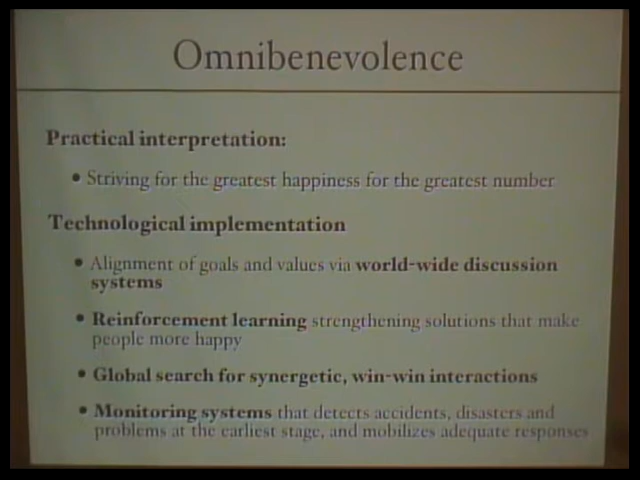 Omnibenevolence
Practical interpretation:
• Striving for the greatest happiness for the greatest number
Technological implementation
• Alignment of goals and values via world-wide discussion
systems
• Reinforcement learning strengthening solutions that make
people more happy
• Global search for synergetic, win-win interactions
• Monitoring systems that detects accidents, disasters and
problems at the earliest stage, and mobilizes adequate responses